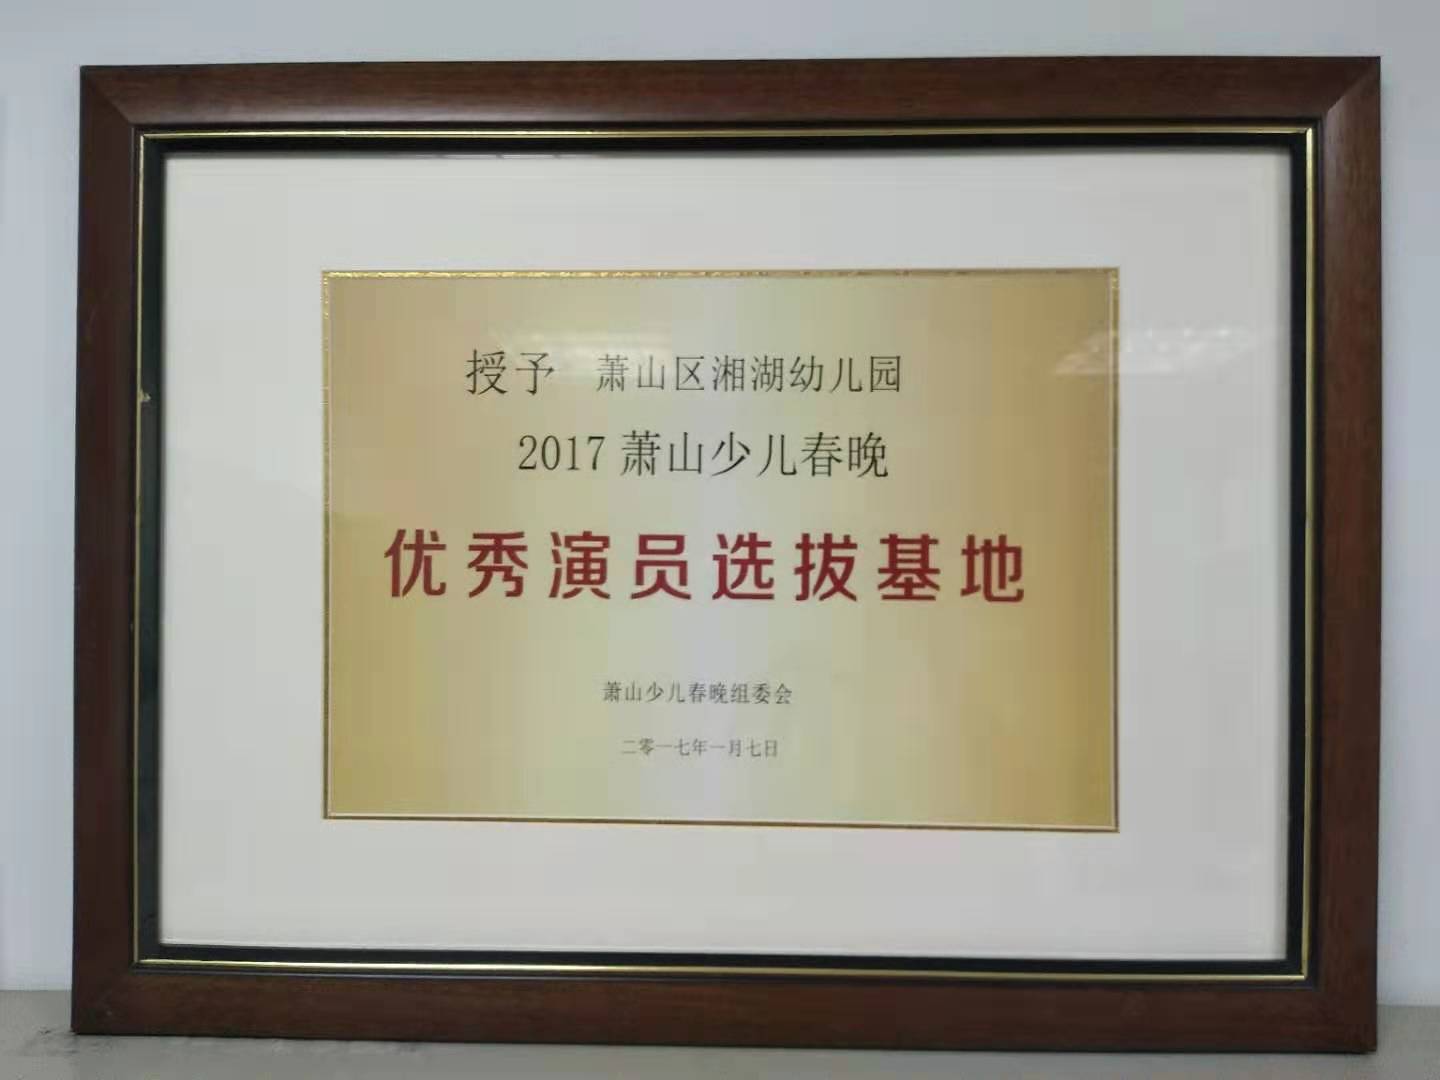 授予 萧山区湘湖幼儿园
2017 萧山少儿春晚
优秀演员选拔基地
萧山少儿春晚组委会
二零一七年一月七日